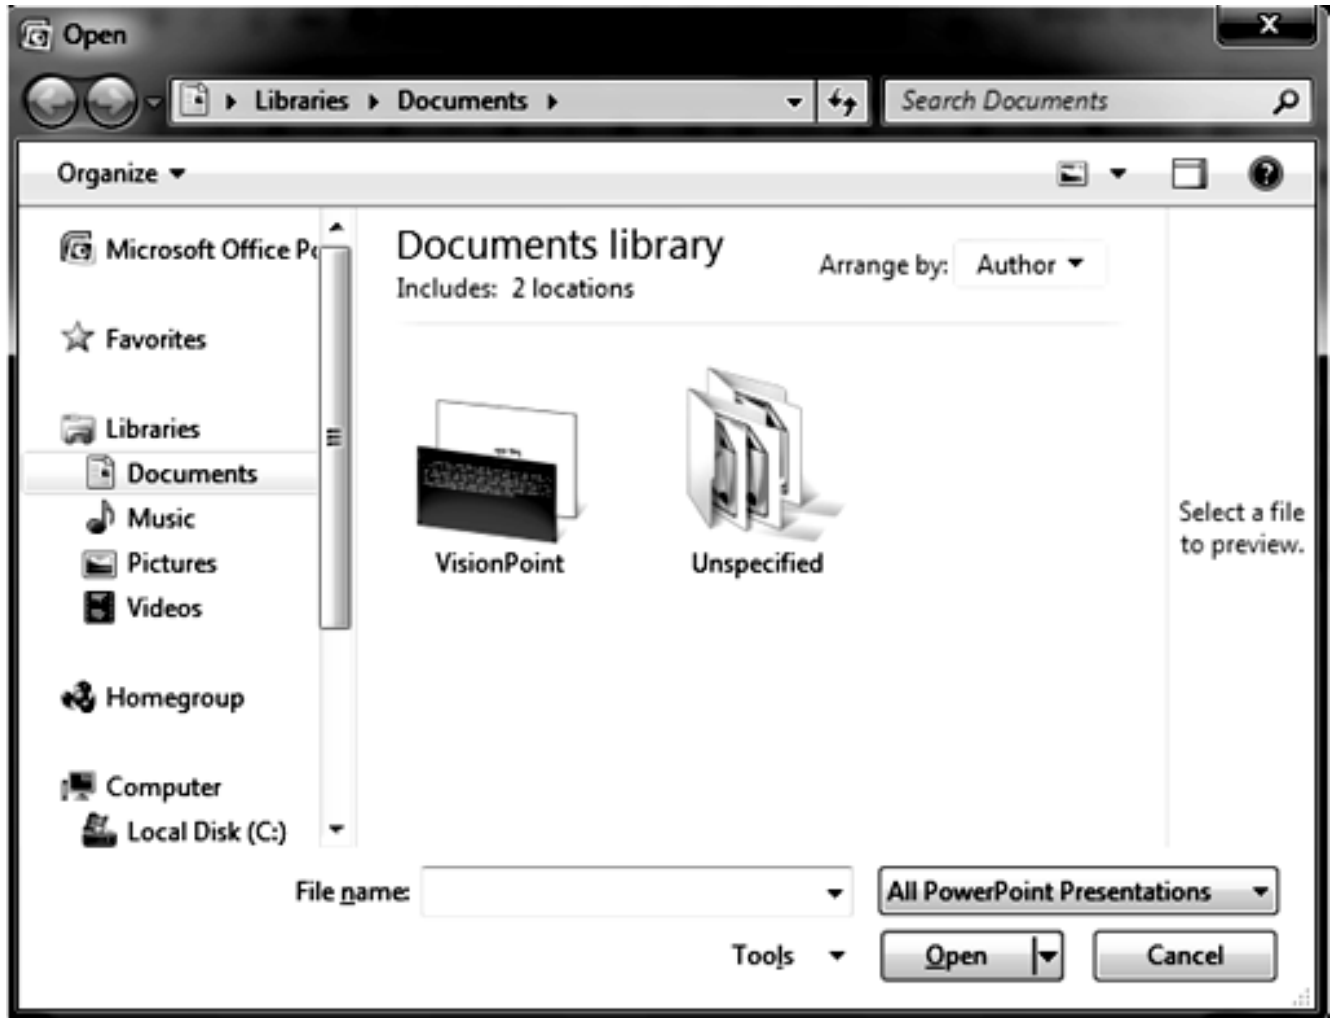 Open
Libraries Documents
Search Documents
Organize
Microsoft Office Po
Favorites
Libraries
Documents
Music
Pictures
Videos
Homegroup
Computer
Local Disk (C:)
Documents library
Includes: 2 locations
Arrange by: Author
VisionPoint
Unspecified
Select a file
to preview.
File name:
All PowerPoint Presentations
Tools
Open
Cancel